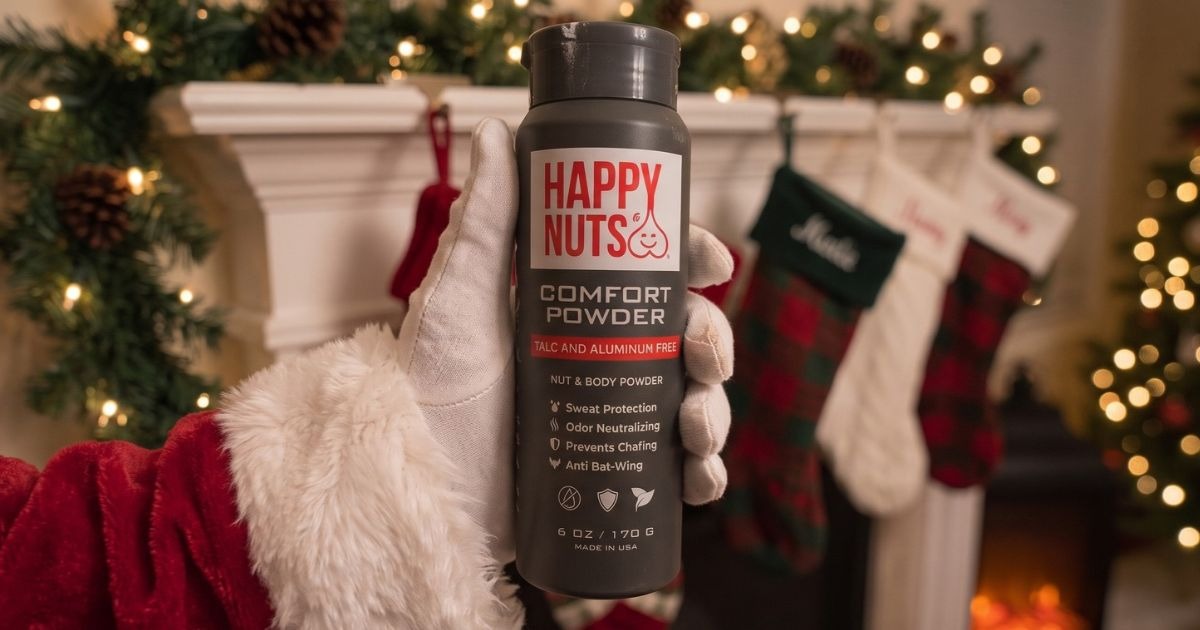 HAPPY
NUTS
®
COMFORT
POWDER
TALC AND ALUMINUM FREE
NUT & BODY POWDER
Sweat Protection
Odor Neutralizing
Prevents Chafing
Anti Bat-Wing
6 OZ / 170 G
MADE IN USA